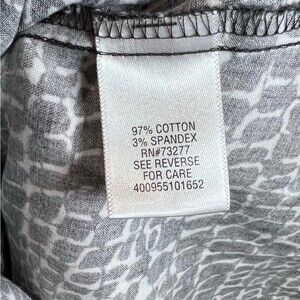 97% COTTON
3% SPANDEX
RN#73277
SEE REVERSE
FOR CARE
400955101652